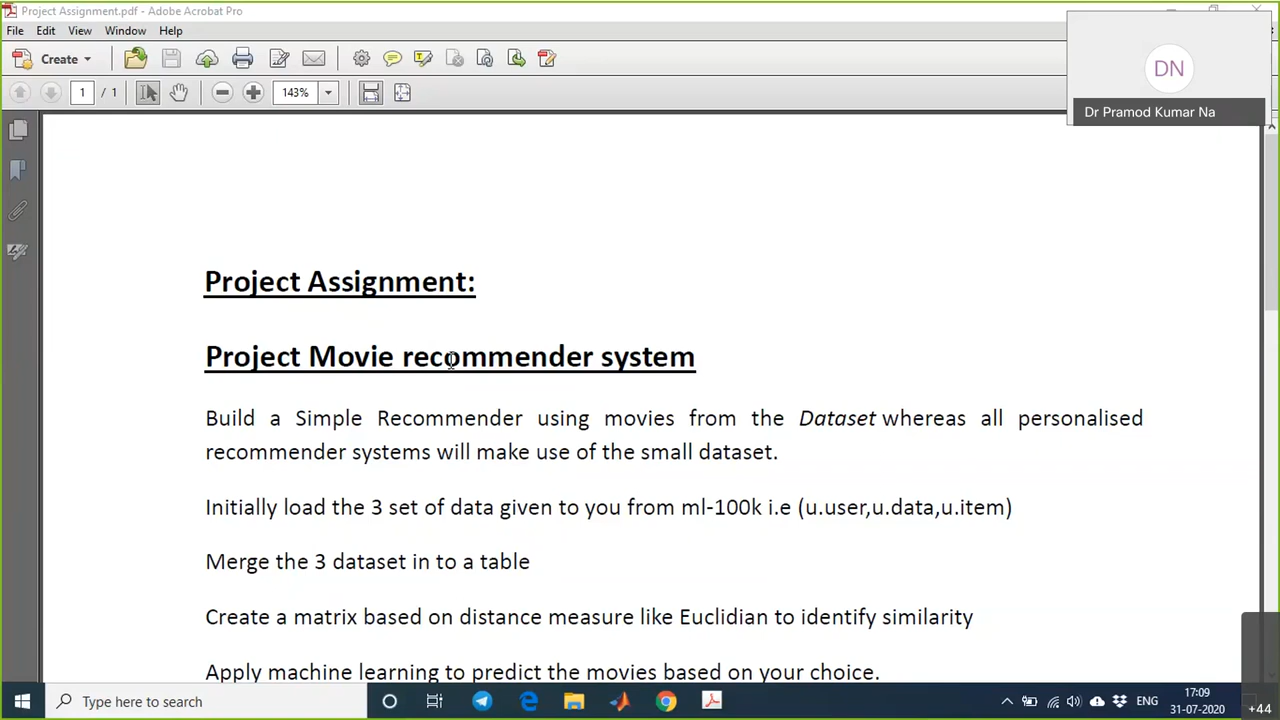 Project Assignment.pdf - Adobe Acrobat Pro
File Edit View Window Help
Create
1 / 1 143%
DN
Dr Pramod Kumar Na
Project Assignment:
Project Movie recommender system
Build a Simple Recommender using movies from the Dataset whereas all personalised
recommender systems will make use of the small dataset.
Initially load the 3 set of data given to you from ml-100k i.e (u.user,u.data,u.item)
Merge the 3 dataset in to a table
Create a matrix based on distance measure like Euclidian to identify similarity
Apply machine learning to predict the movies based on your choice.
Type here to search
ENG
17:09
31-07-2020
+44